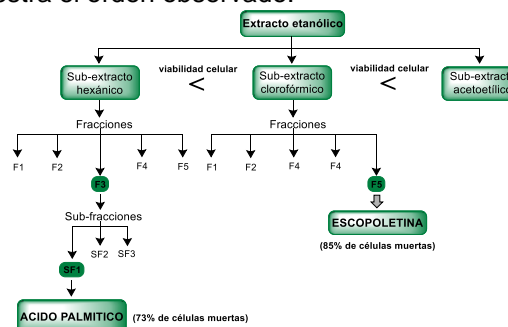 Extracto etanólico
Sub-extracto
hexánico
viabilidad celular
<
Sub-extracto
clorofórmico
viabilidad celular
<
acetoetílico
Fracciones
Fracciones
F1 F2 F4 F5 F1 F2 F4 F4
F3
F5
Sub-fracciones
SF2 SF3
ESCOPOLETINA
(85% de células muertas)
SF1
ACIDO PALMITICO (73% de células muertas)